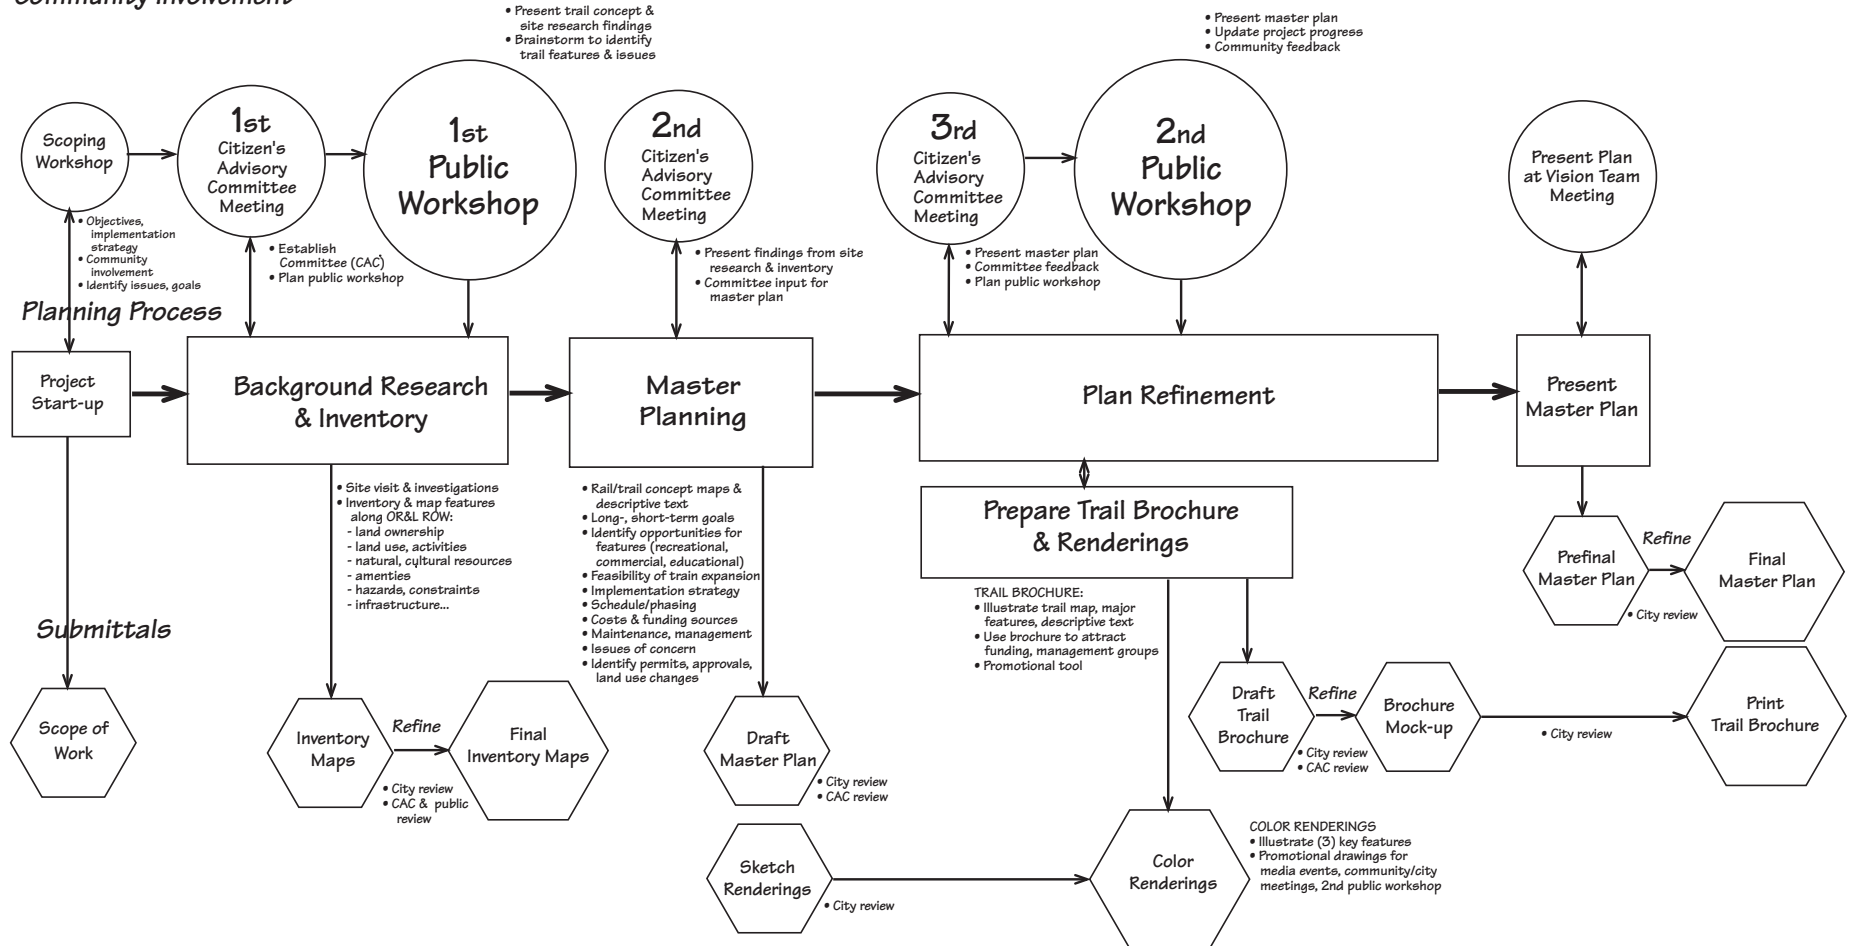 Community Involvement
• Present trail concept &
site research findings
• Brainstorm to identify
trail features & issues
• Present master plan
• Update project progress
• Community feedback
Scoping
Workshop
1st
Citizen's
Advisory
Committee
Meeting
1st
Public
Workshop
2nd
Citizen's
Advisory
Committee
Meeting
3rd
Citizen's
Advisory
Committee
Meeting
2nd
Public
Workshop
Present Plan
at Vision Team
Meeting
• Objectives,
implementation
strategy
• Community
involvement
• Identify issues, goals
• Establish
Committee (CAC)
• Plan public workshop
• Present findings from site
research & inventory
• Committee input for
master plan
• Present master plan
• Committee feedback
• Plan public workshop
Planning Process
Project
Start-up
Background Research
& Inventory
Master
Planning
Plan Refinement
Present
Master Plan
• Site visit & investigations
• Inventory & map features
along OR&L ROW:
- land ownership
- land use, activities
- natural, cultural resources
- amenties
- hazards, constraints
- infrastructure...
• Rail/trail concept maps &
descriptive text
• Long-, short-term goals
• Identify opportunities for
features (recreational,
commercial, educational)
• Feasibility of train expansion
• Implementation strategy
• Schedule/phasing
• Costs & funding sources
• Maintenance, management
• Issues of concern
• Identify permits, approvals,
land use changes
Prepare Trail Brochure
& Renderings
TRAIL BROCHURE:
• Illustrate trail map, major
features, descriptive text
• Use brochure to attract
funding, management groups
• Promotional tool
Prefinal
Master Plan
Refine
• City review
Final
Master Plan
Submittals
Scope of
Work
Inventory
Maps
Refine
• City review
• CAC & public
review
Final
Inventory Maps
Draft
Master Plan
• City review
• CAC review
Draft
Trail
Brochure
Refine
• City review
• CAC review
Brochure
Mock-up
• City review
Print
Trail Brochure
Sketch
Renderings
• City review
Color
Renderings
COLOR RENDERINGS
• Illustrate (3) key features
• Promotional drawings for
media events, community/city
meetings, 2nd public workshop